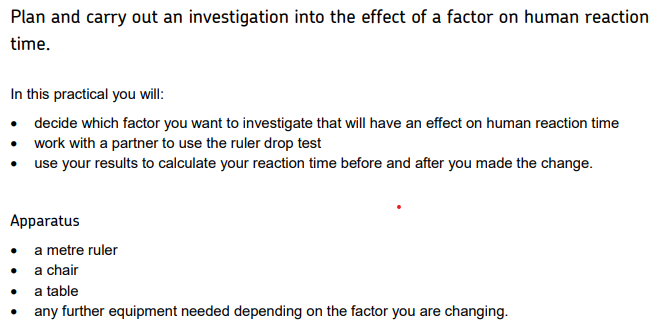 Plan and carry out an investigation into the effect of a factor on human reaction
time.
In this practical you will:
• decide which factor you want to investigate that will have an effect on human reaction time
• work with a partner to use the ruler drop test
• use your results to calculate your reaction time before and after you made the change.
Apparatus
• a metre ruler
• a chair
• a table
• any further equipment needed depending on the factor you are changing.